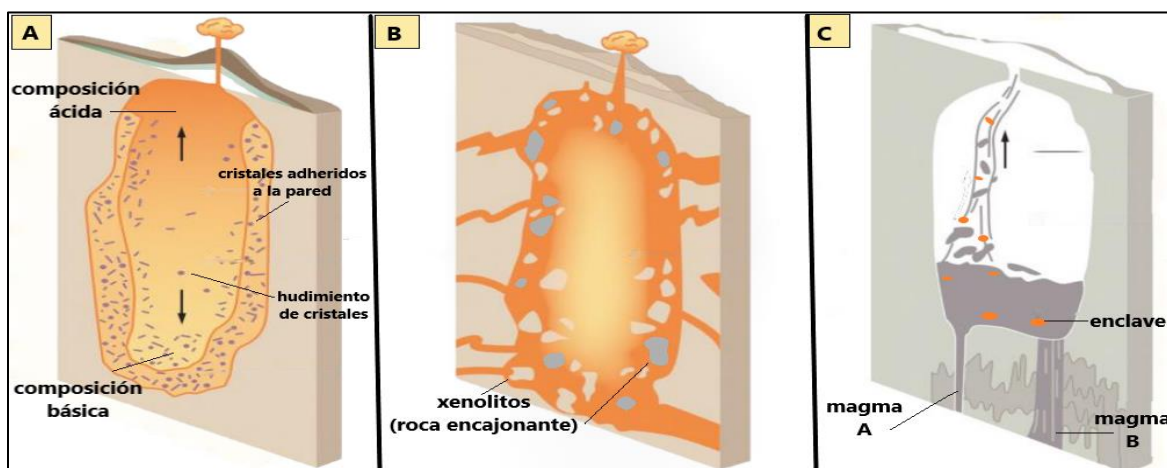 A
composición
ácida
cristales adheridos
a la pared
hudimiento
de cristales
composición
básica
B
xenolitos
(roca encajonante)
C
enclave
magma
A
magma
B